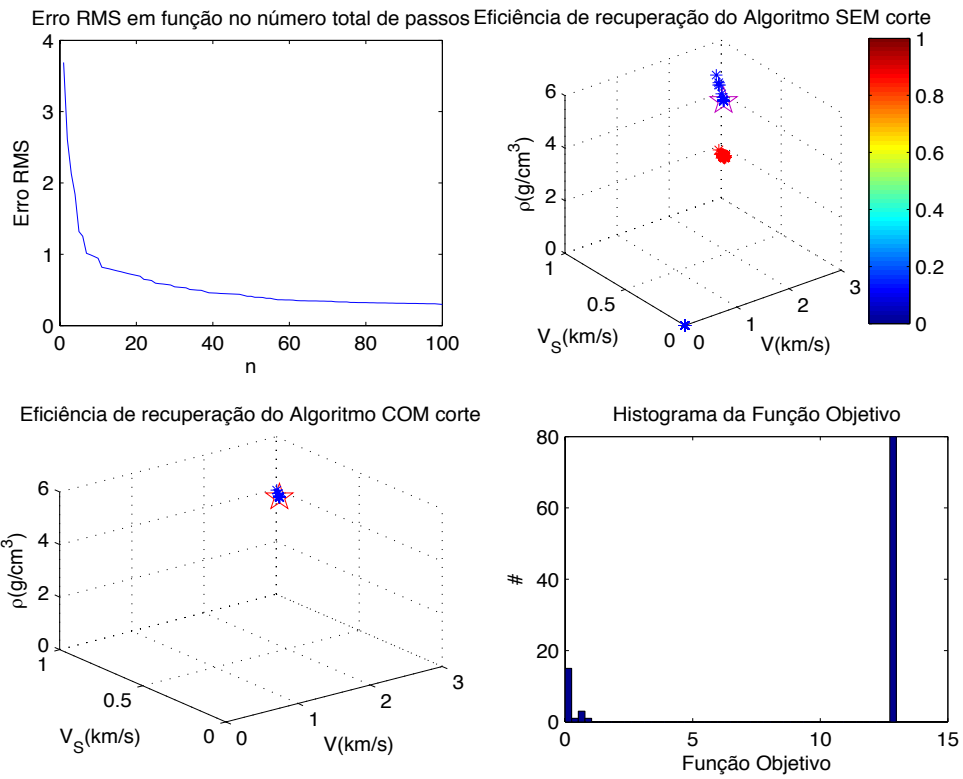 Erro RMS em função no número total de passos
4
3
2
1
0
Erro RMS
0 20 40 60 80 100
n
Eficiência de recuperação do Algoritmo SEM corte
6
4
2
0
ρ(g/cm³)
1
0.5
0
V_S(km/s)
0
1
2
3
V(km/s)
1
0.8
0.6
0.4
0.2
0
Eficiência de recuperação do Algoritmo COM corte
6
4
2
0
ρ(g/cm³)
1
0.5
0
V_S(km/s)
0
1
2
3
V(km/s)
Histograma da Função Objetivo
80
60
40
20
0
#
0 5 10 15
Função Objetivo